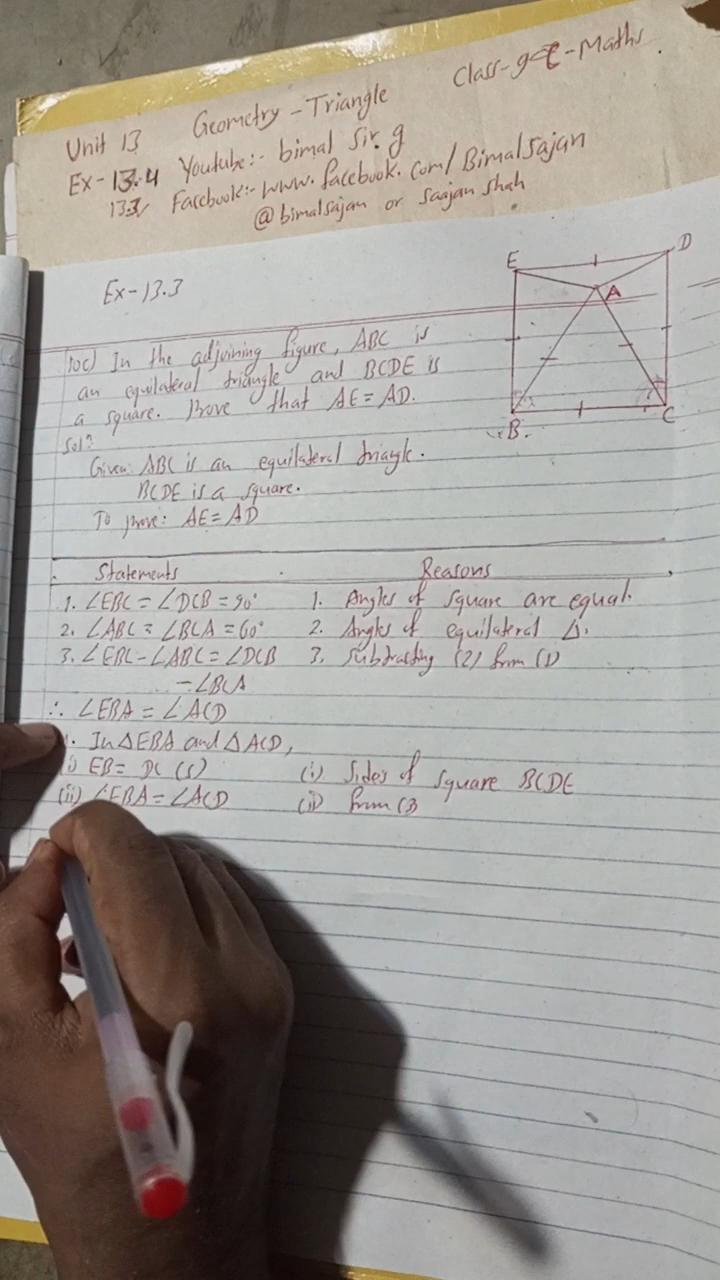 Class-9 - Maths
Unit 13 Geometry - Triangle
Ex-13.4 Youtube:- bimal Sir. g
13.3/ Facebook:- www.facebook.com/Bimalsajan
@bimalsajan or Saajan Shah
Ex-13.3
10c) In the adjoining figure, ABC is
an equilateral triangle and BCDE is
a square. Prove that AE = AD.
Sol?
Given: ABC is an equilateral triangle.
BCDE is a square.
To prove: AE = AD
E D
A
B. C
Statements Reasons
1. ∠EBC = ∠DCB = 90° 1. Angles of square are equal.
2. ∠ABC = ∠BCA = 60° 2. Angles of equilateral Δ.
3. ∠EBC - ∠ABC = ∠DCB 3. Subtracting (2) from (1)
- ∠BCA
∴ ∠EBA = ∠ACD
. In ΔEBA and ΔACD,
i) EB = DC (S) (i) Sides of square BCDE
(ii) ∠EBA = ∠ACD (ii) from (3